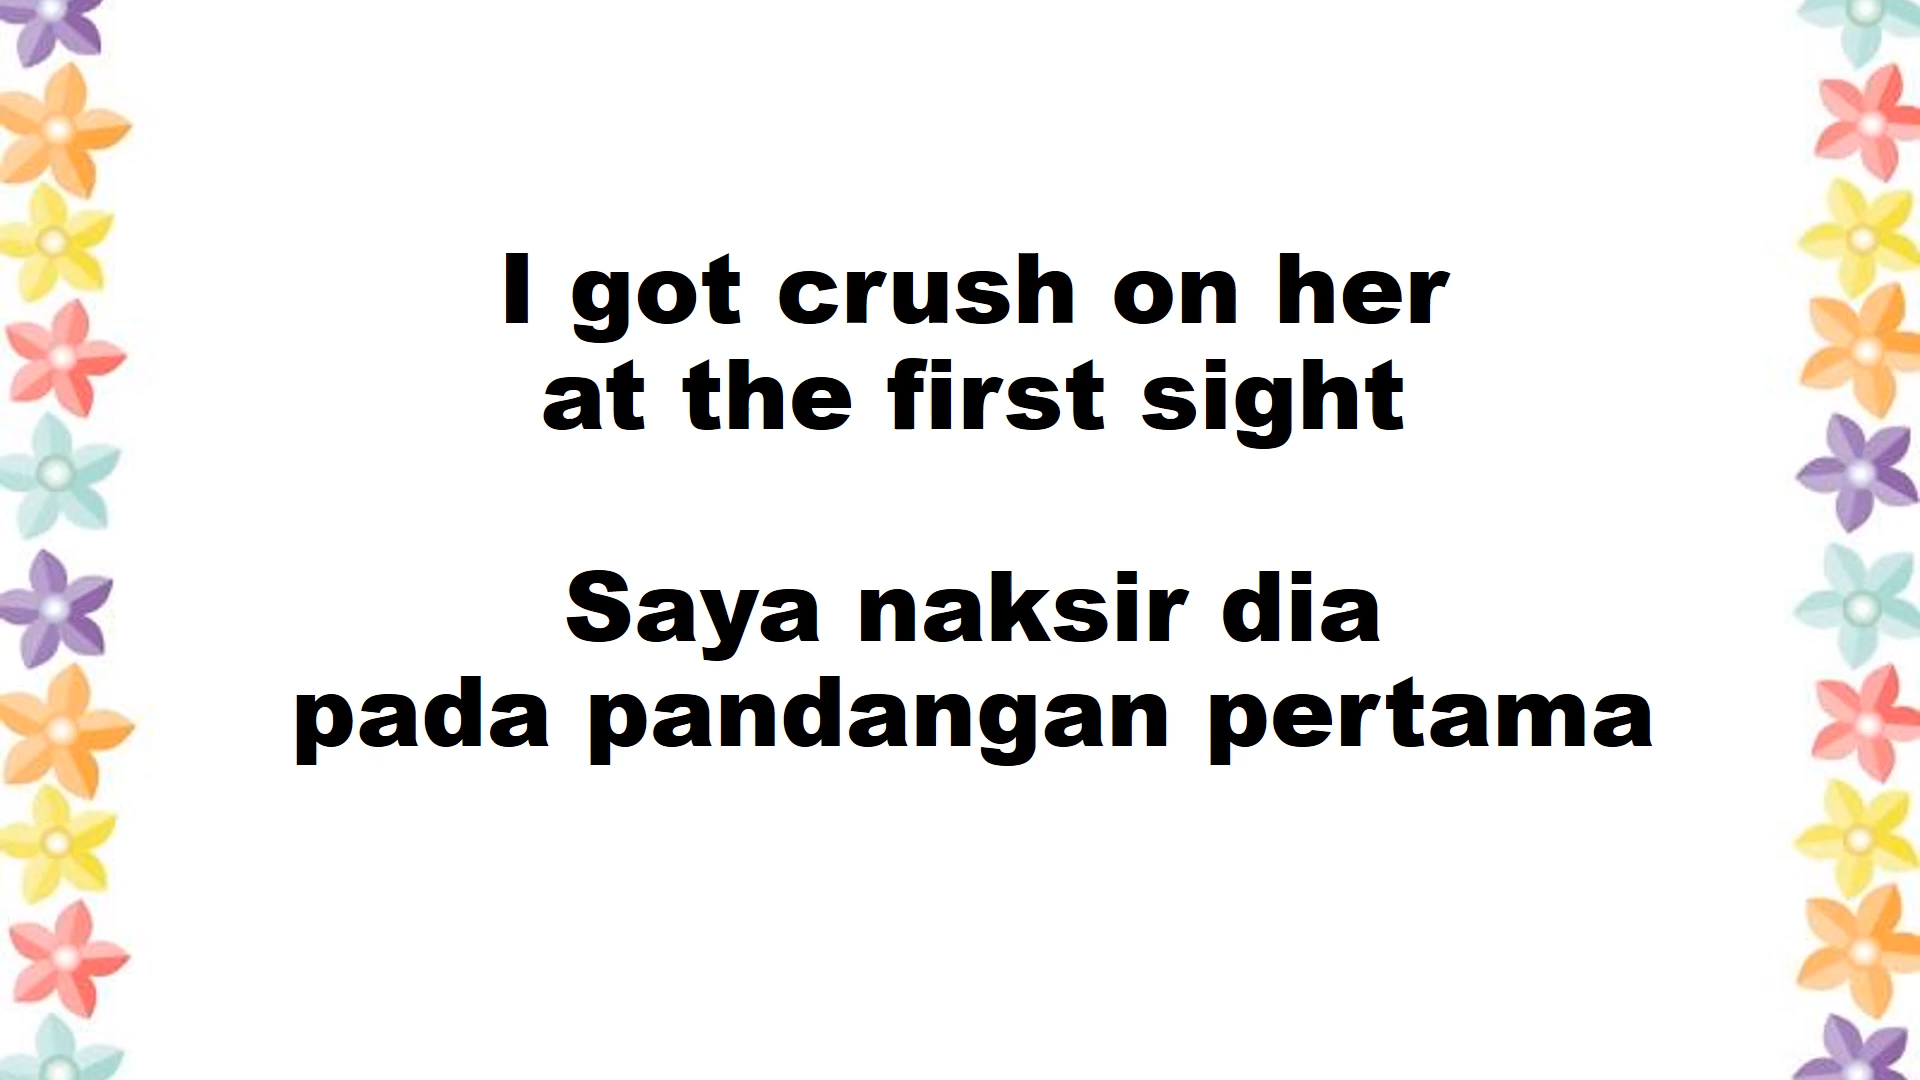 I got crush on her
at the first sight
Saya naksir dia
pada pandangan pertama